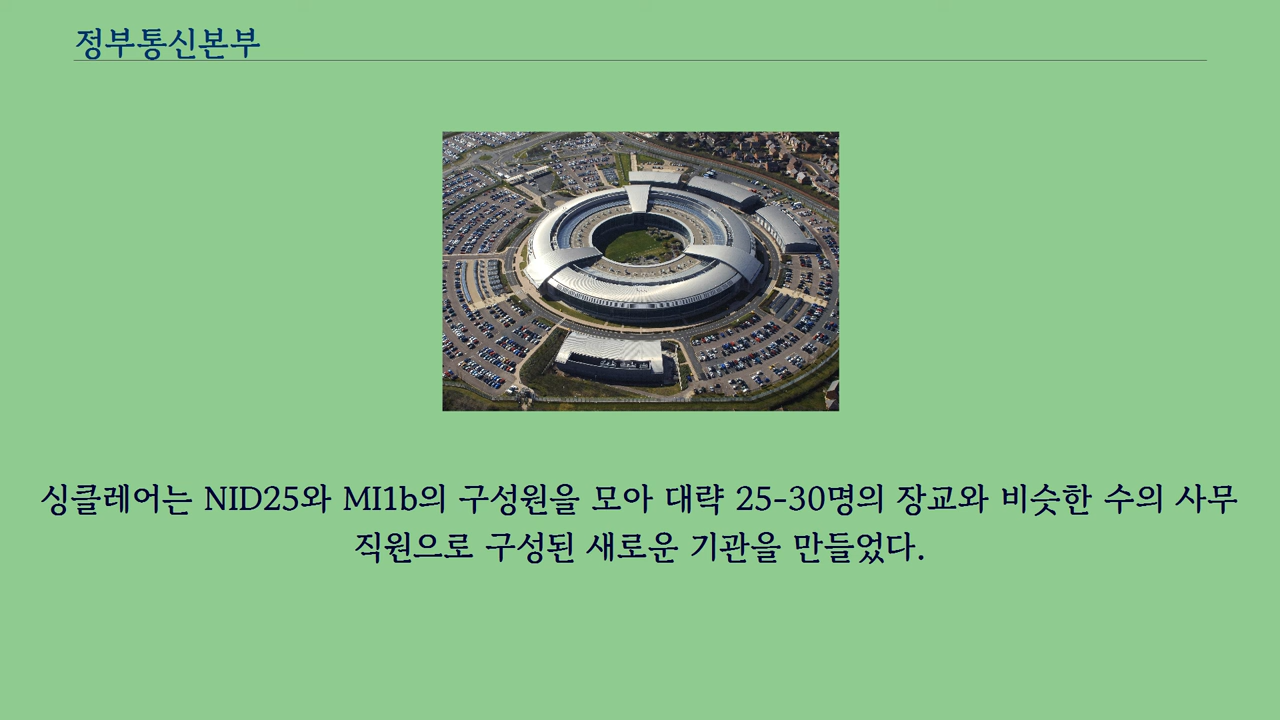 정부통신본부
싱클레어는 NID25와 MI1b의 구성원을 모아 대략 25-30명의 장교와 비슷한 수의 사무
직원으로 구성된 새로운 기관을 만들었다.